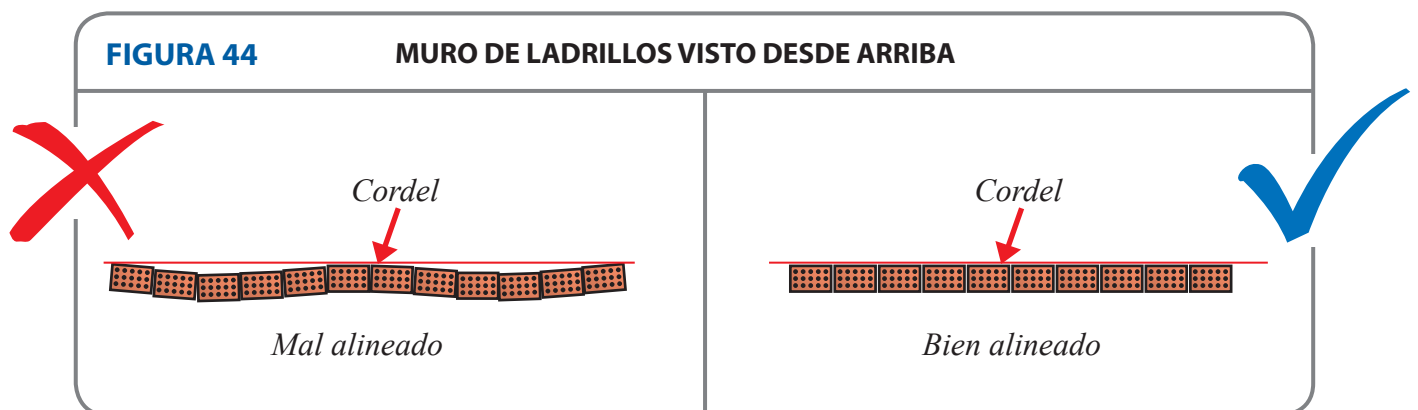 FIGURA 44 MURO DE LADRILLOS VISTO DESDE ARRIBA
Cordel
Mal alineado
Cordel
Bien alineado